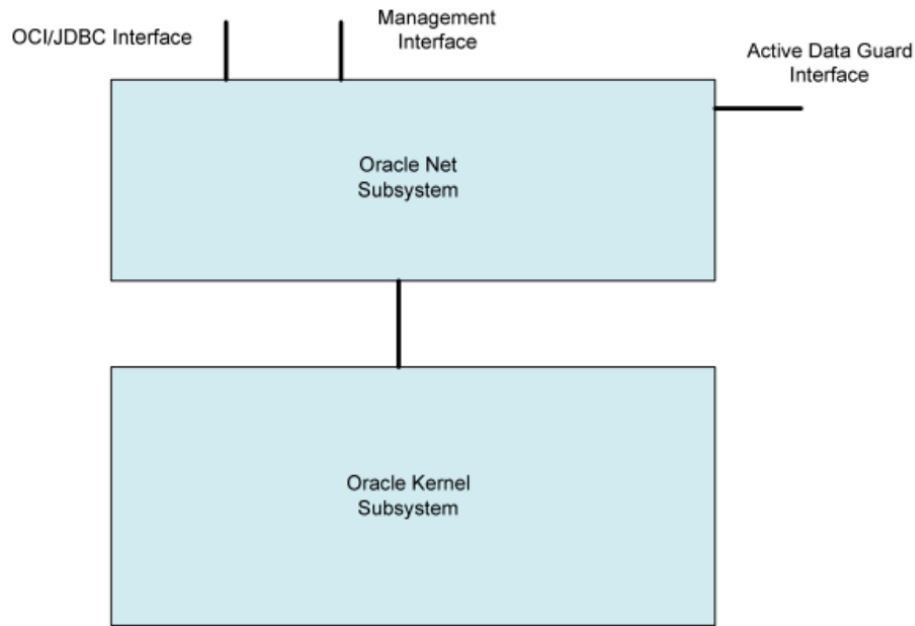 OCI/JDBC Interface
Management
Interface
Active Data Guard
Interface
Oracle Net
Subsystem
Oracle Kernel
Subsystem